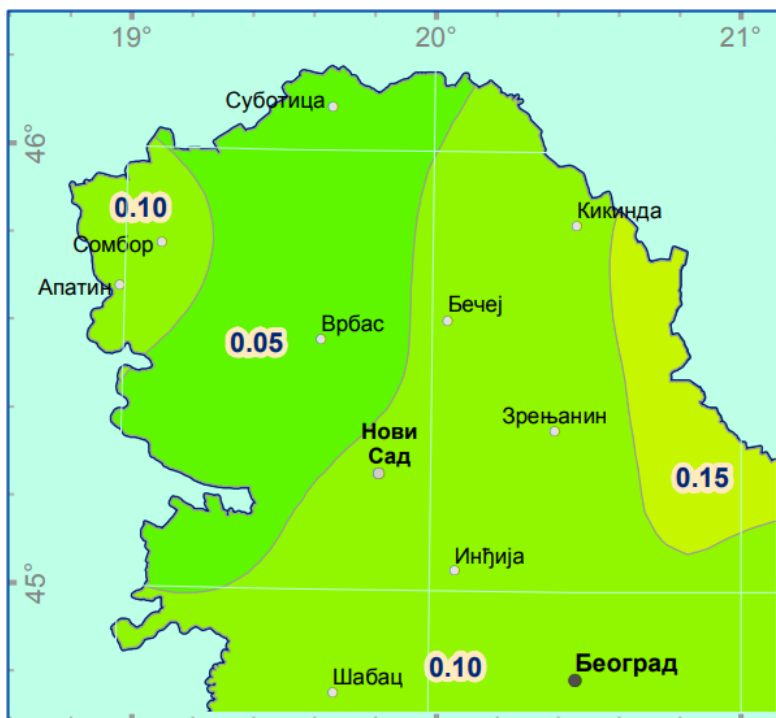 19°
20°
21°
Суботица
46°
0.10
Кикинда
Сомбор
Апатин
Бечеј
Врбас
0.05
Зрењанин
Нови
Сад
0.15
Инђија
45°
0.10
Београд
Шабац